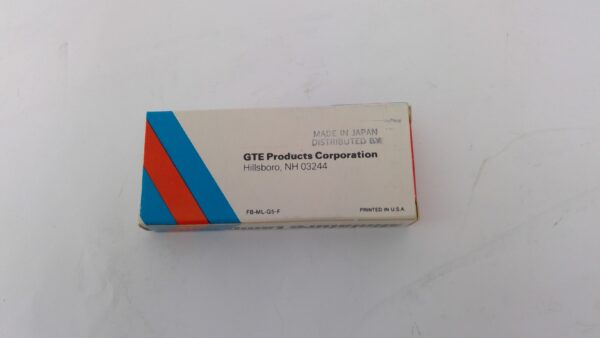 MADE IN JAPAN
DISTRIBUTED BY
GTE Products Corporation
Hillsboro, NH 03244
FB-ML-G5-F
PRINTED IN U.S.A.